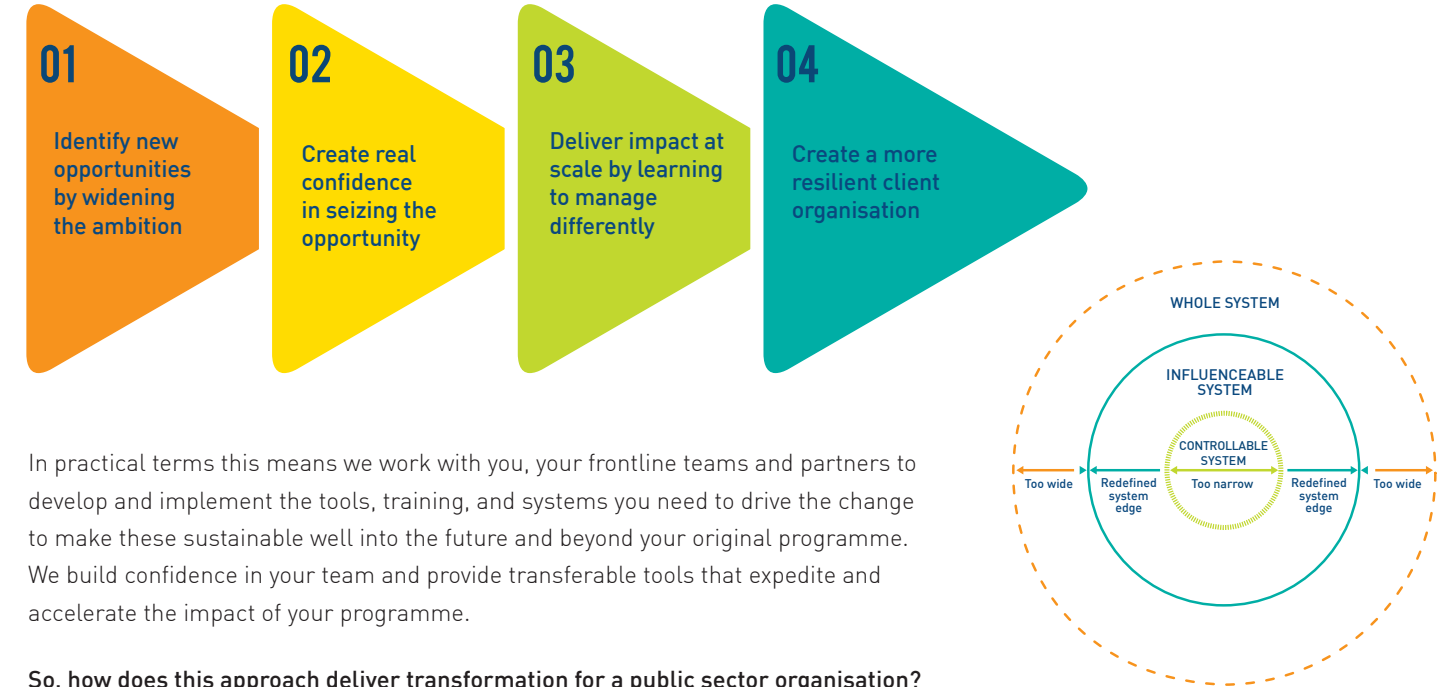 01
Identify new
opportunities
by widening
the ambition
02
Create real
confidence
in seizing the
opportunity
03
Deliver impact at
scale by learning
to manage
differently
04
Create a more
resilient client
organisation
WHOLE SYSTEM
INFLUENCEABLE
SYSTEM
CONTROLLABLE
SYSTEM
Too wide
Redefined
system
edge
Too narrow
Redefined
system
edge
Too wide
In practical terms this means we work with you, your frontline teams and partners to
develop and implement the tools, training, and systems you need to drive the change
to make these sustainable well into the future and beyond your original programme.
We build confidence in your team and provide transferable tools that expedite and
accelerate the impact of your programme.
So, how does this approach deliver transformation for a public sector organisation?